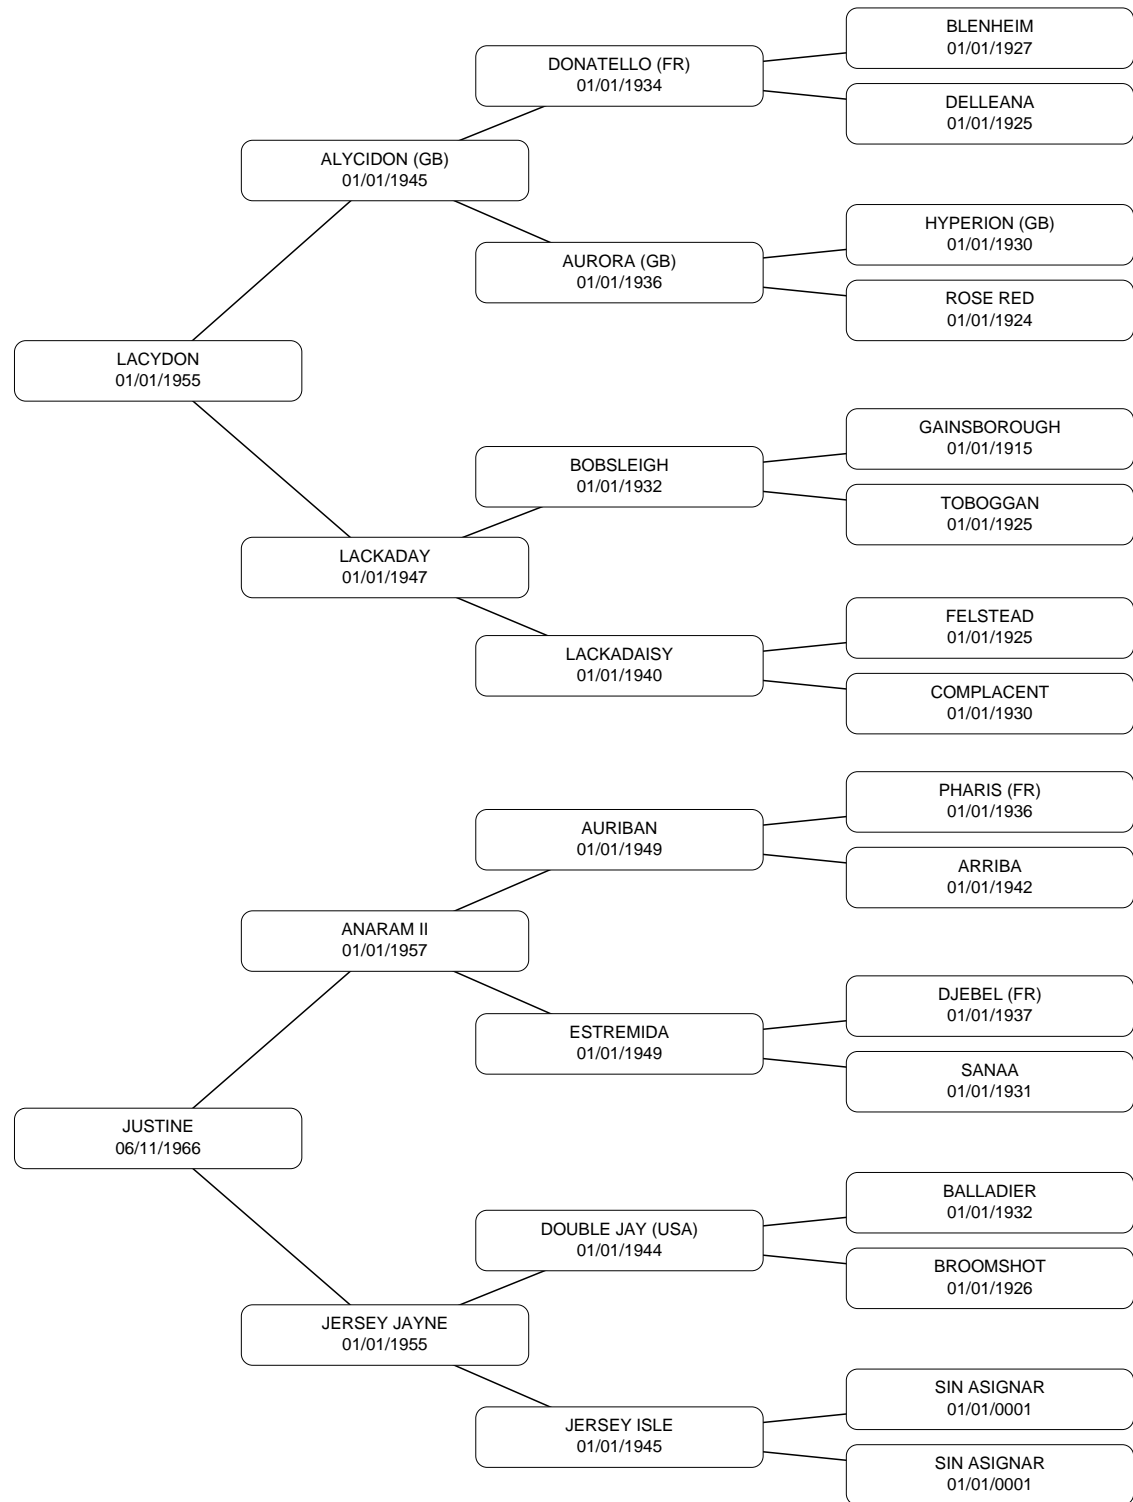 BLENHEIM
01/01/1927
DONATELLO (FR)
01/01/1934
DELLEANA
01/01/1925
ALYCIDON (GB)
01/01/1945
HYPERION (GB)
01/01/1930
AURORA (GB)
01/01/1936
ROSE RED
01/01/1924
LACYDON
01/01/1955
GAINSBOROUGH
01/01/1915
BOBSLEIGH
01/01/1932
TOBOGGAN
01/01/1925
LACKADAY
01/01/1947
FELSTEAD
01/01/1925
LACKADAISY
01/01/1940
COMPLACENT
01/01/1930
PHARIS (FR)
01/01/1936
AURIBAN
01/01/1949
ARRIBA
01/01/1942
ANARAM II
01/01/1957
DJEBEL (FR)
01/01/1937
ESTREMIDA
01/01/1949
SANAA
01/01/1931
JUSTINE
06/11/1966
BALLADIER
01/01/1932
DOUBLE JAY (USA)
01/01/1944
BROOMSHOT
01/01/1926
JERSEY JAYNE
01/01/1955
SIN ASIGNAR
01/01/0001
JERSEY ISLE
01/01/1945
SIN ASIGNAR
01/01/0001